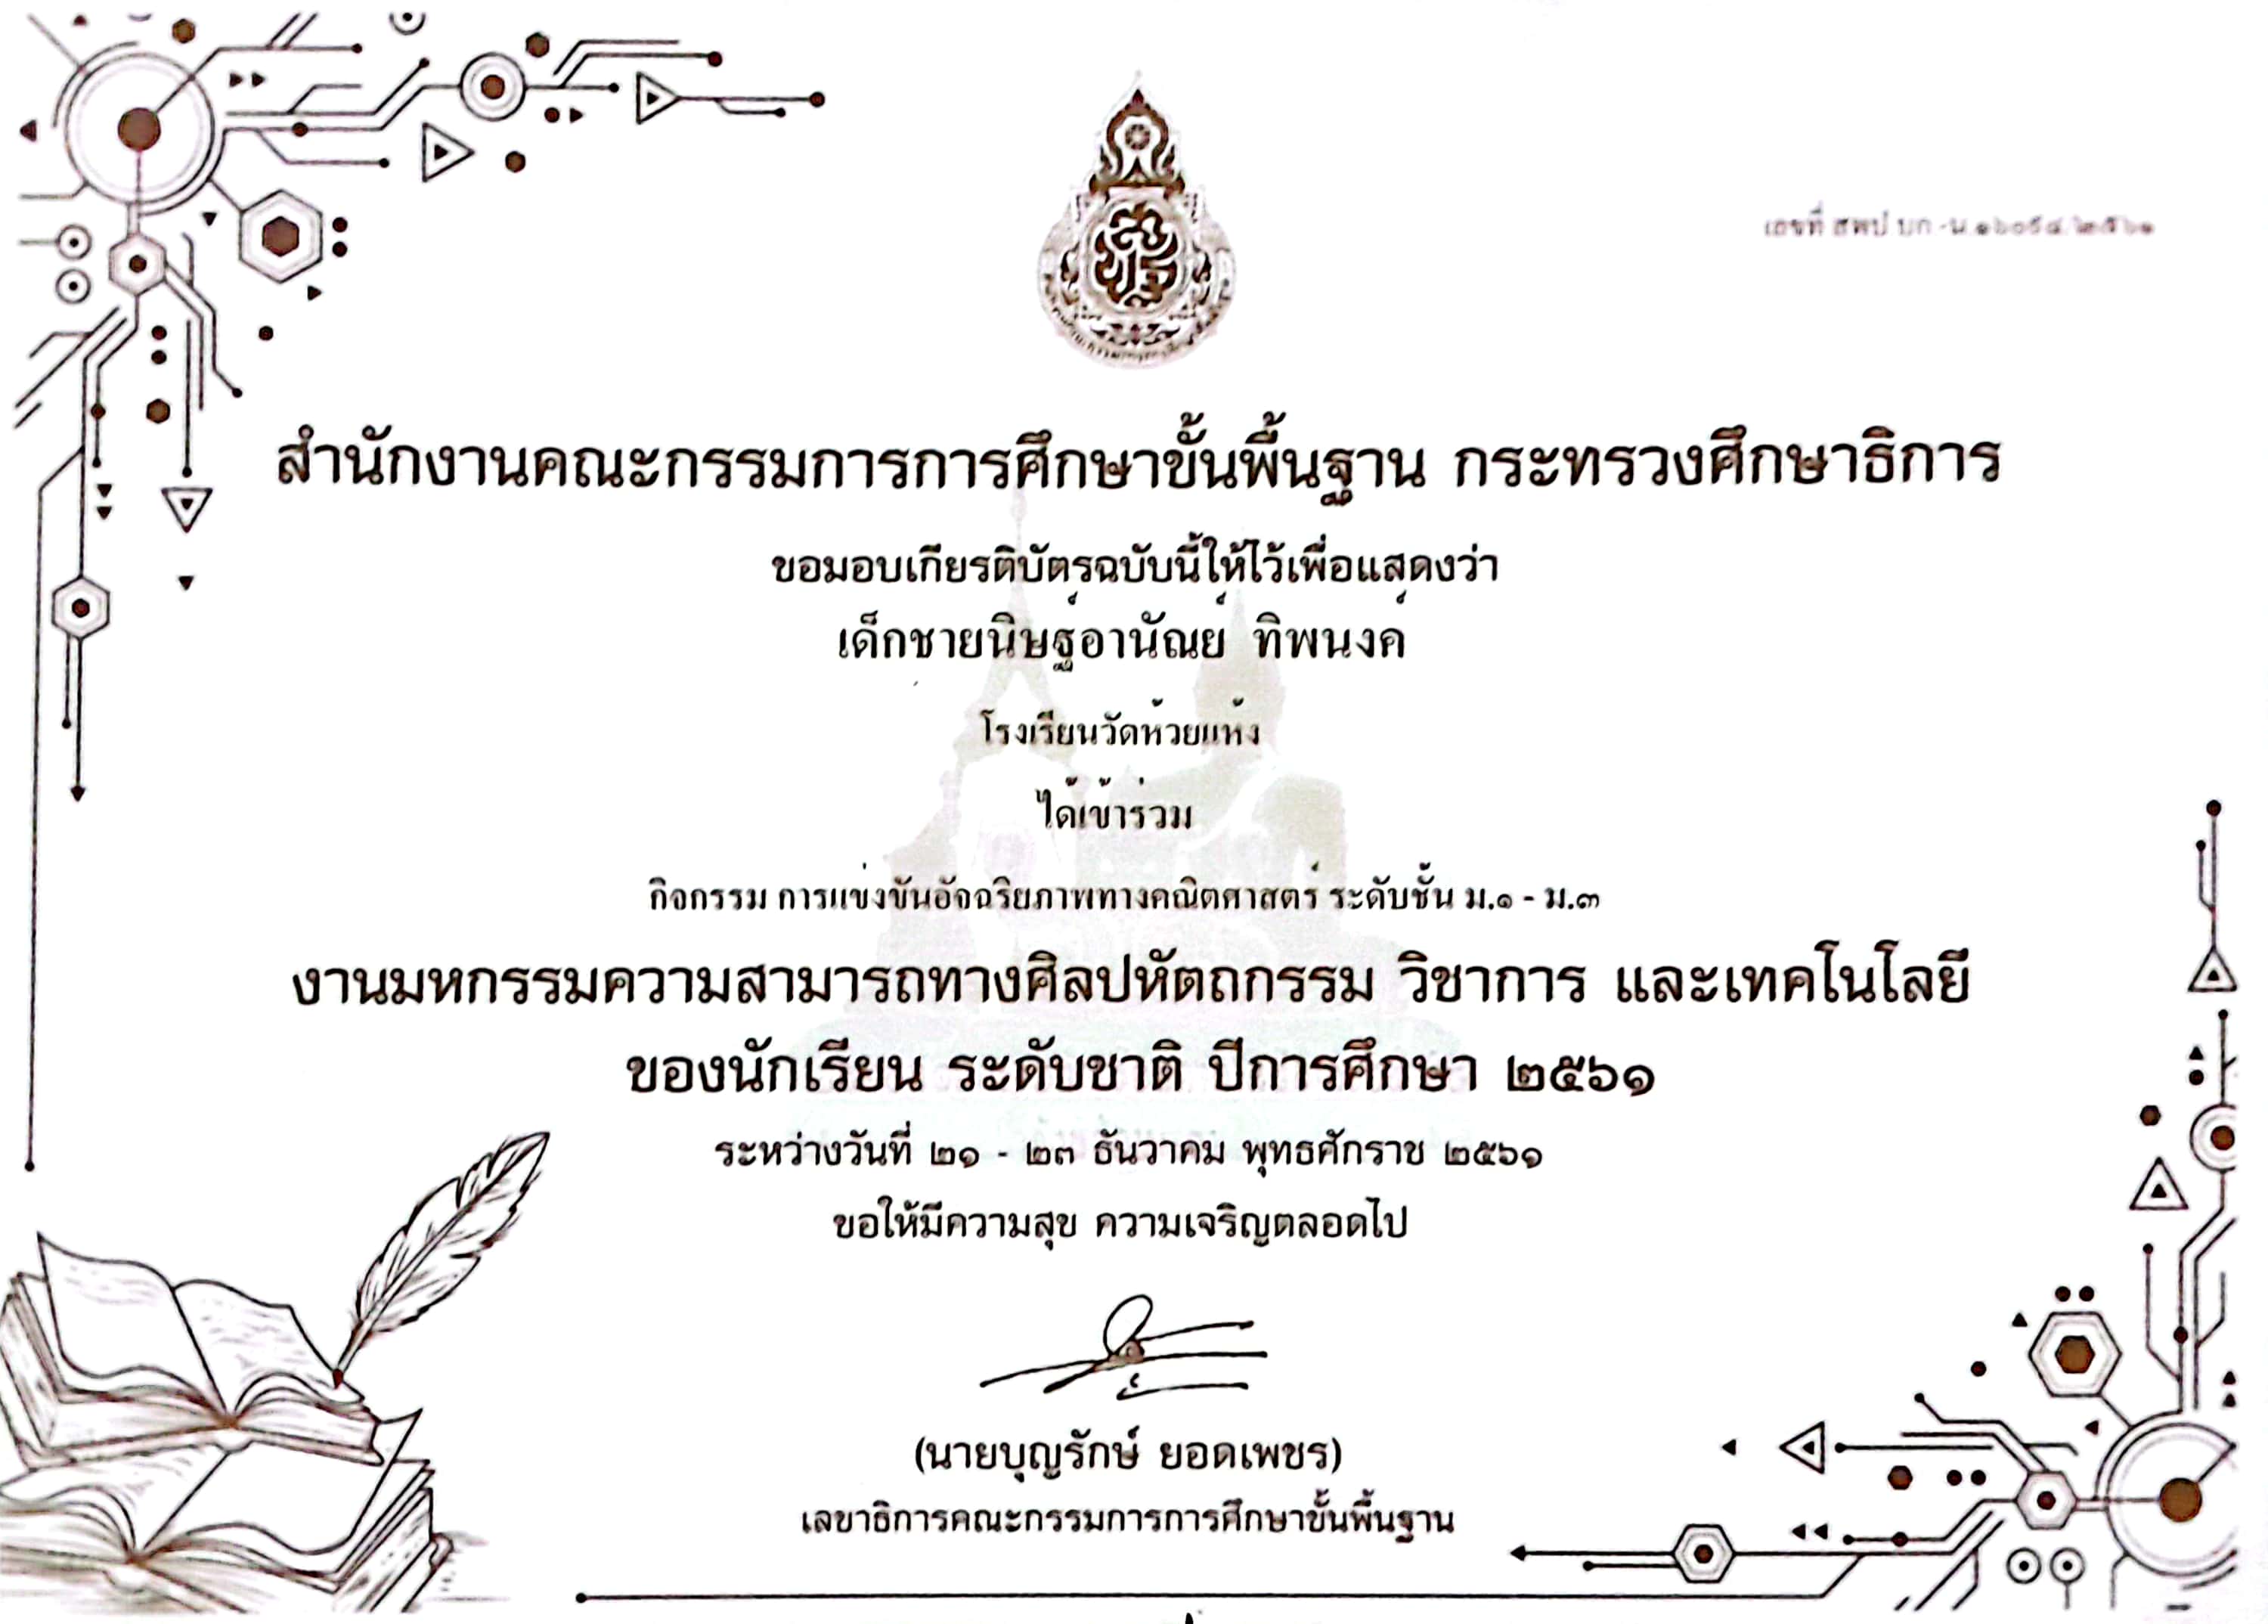 เลขที่ สพป บก -น.๑๖๐๕๔/๒๕๖๑
สำนักงานคณะกรรมการการศึกษาขั้นพื้นฐาน กระทรวงศึกษาธิการ
ขอมอบเกียรติบัตรฉบับนี้ให้ไว้เพื่อแสดงว่า
เด็กชายนิษฐ์อานัณย์ ทิพนงค์
โรงเรียนวัดห้วยแห้ง
ได้เข้าร่วม
กิจกรรม การแข่งขันอัจฉริยภาพทางคณิตศาสตร์ ระดับชั้น ม.๑ - ม.๓
งานมหกรรมความสามารถทางศิลปหัตถกรรม วิชาการ และเทคโนโลยี
ของนักเรียน ระดับชาติ ปีการศึกษา ๒๕๖๑
ระหว่างวันที่ ๒๑ - ๒๓ ธันวาคม พุทธศักราช ๒๕๖๑
ขอให้มีความสุข ความเจริญตลอดไป
(นายบุญรักษ์ ยอดเพชร)
เลขาธิการคณะกรรมการการศึกษาขั้นพื้นฐาน